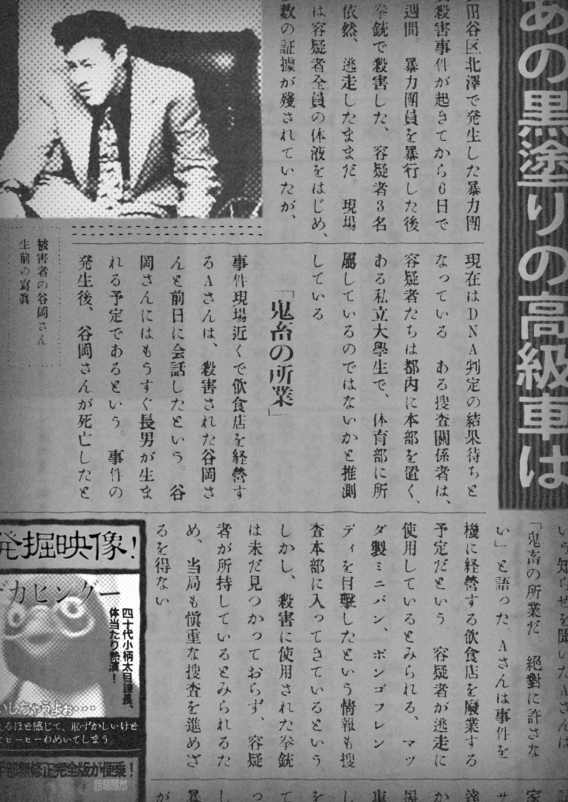 あの黒塗りの高級車は
田谷区北澤で発生した暴力團
殺害事件が起きてから6日で
週間 暴力團員を暴行した後
拳銃で殺害した、容疑者3名
依然、逃走したままだ。現場
は容疑者全員の体液をはじめ、
数の証據が殘されていたが、
被害者の谷岡さん
生前の寫眞
現在はDNA判定の結果待ちと
なっている ある捜査関係者は、
容疑者たちは都内に本部を置く、
ある私立大學生で、体育部に所
属しているのではないかと推測
している
「鬼畜の所業」
事件現場近くで飲食店を経營す
るAさんは、殺害された谷岡さ
んと前日に会話したという 谷
岡さんにはもうすぐ長男が生ま
れる予定であるという。事件の
発生後、谷岡さんが死亡したと
いう知らせを聞いたAさんは
「鬼畜の所業だ 絶對に許さな
い」と語った Aさんは事件を
機に経營する飲食店を廢業する
予定だという 容疑者が逃走に
使用しているとみられる、マッ
ダ製ミニバン、ボンゴフレン
ディを目擊したという情報も捜
査本部に入ってきているという
しかし、殺害に使用された拳銃
は未だ見つかっておらず、容疑
者が所持しているとみられるた
め、当局も慎重な捜査を進めざ
るを得ない。
発掘映像!
デカヒングー
四十代小柄太目課長、
体当たり熱演!
いしちゃうよぉ…
えるほを感じて、恥ずかしいけせ
にヒーヒーわめいてしまう
部無修正完全版が便乗!